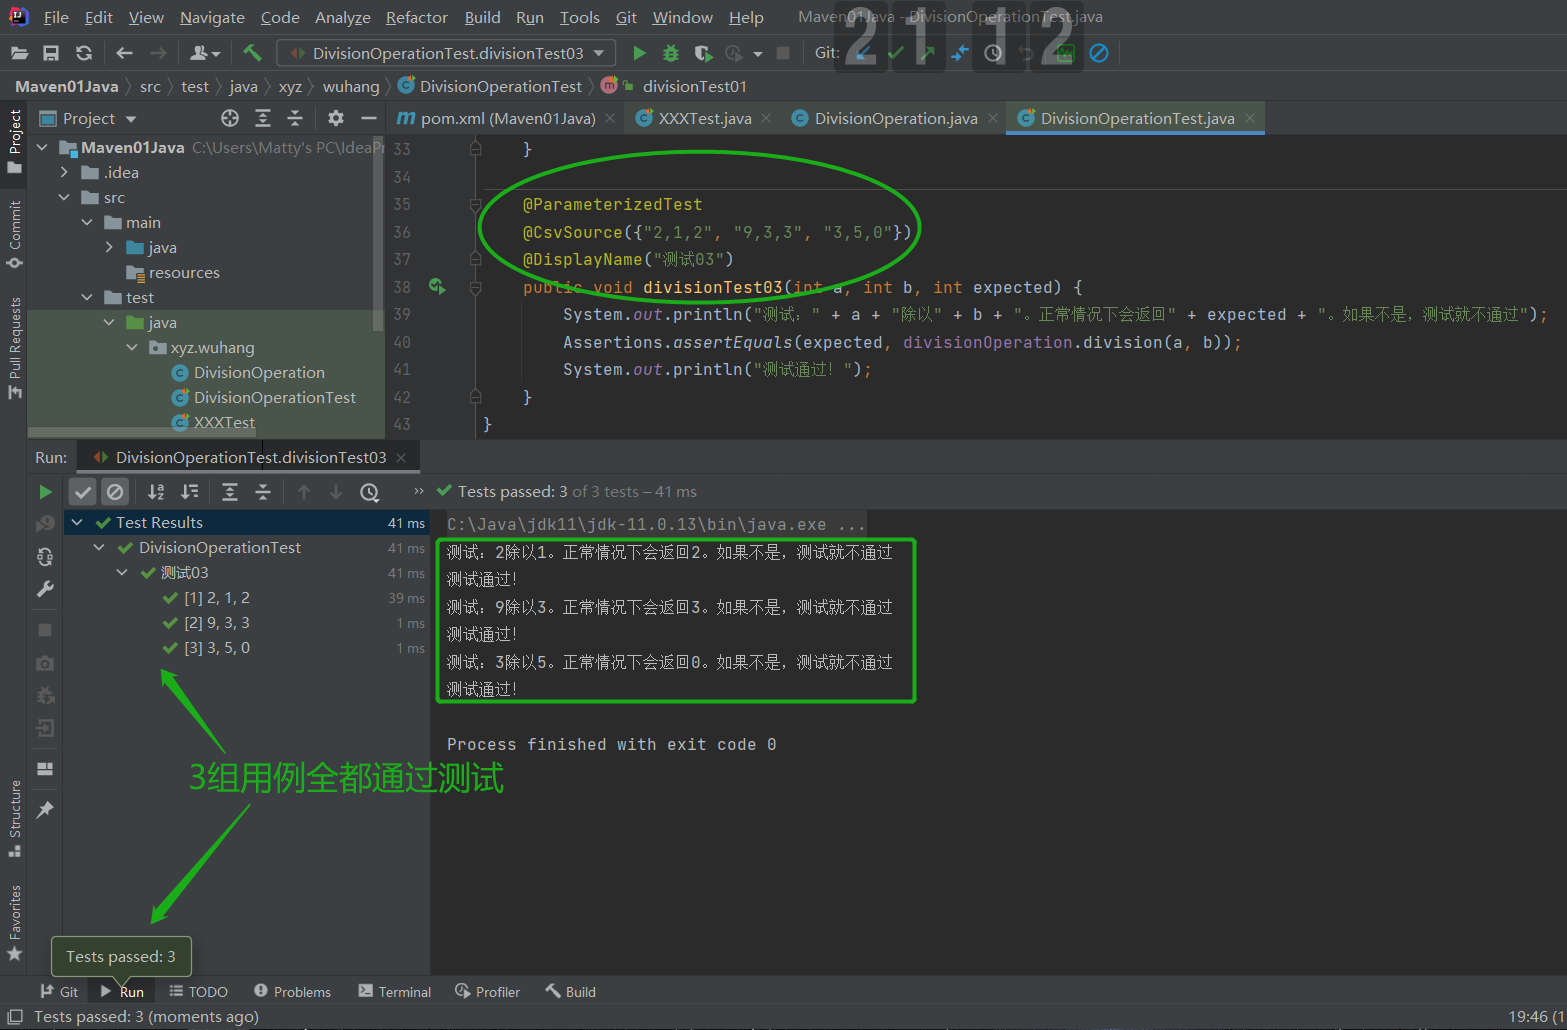 File Edit View Navigate Code Analyze Refactor Build Run Tools Git Window Help Maven01Java - DivisionOperationTest.java
21 12
DivisionOperationTest.divisionTest03 Git:
Maven01Java src test java xyz wuhang DivisionOperationTest divisionTest01
Project
Commit
Pull Requests
Structure
Favorites
Project
Maven01Java C:\Users\Matty's PC\IdeaPr
.idea
src
main
java
resources
test
java
xyz.wuhang
DivisionOperation
DivisionOperationTest
XXXTest
pom.xml (Maven01Java) XXXTest.java DivisionOperation.java DivisionOperationTest.java
33 }
34
35 @ParameterizedTest
36 @CsvSource({"2,1,2", "9,3,3", "3,5,0"})
37 @DisplayName("测试03")
38 public void divisionTest03(int a, int b, int expected) {
39 System.out.println("测试：" + a + "除以" + b + "。正常情况下会返回" + expected + "。如果不是，测试就不通过");
40 Assertions.assertEquals(expected, divisionOperation.division(a, b));
41 System.out.println("测试通过！");
42 }
43 }
Run: DivisionOperationTest.divisionTest03
Tests passed: 3 of 3 tests – 41 ms
Test Results 41 ms
DivisionOperationTest 41 ms
测试03 41 ms
[1] 2, 1, 2 39 ms
[2] 9, 3, 3 1 ms
[3] 3, 5, 0 1 ms
C:\Java\jdk11\jdk-11.0.13\bin\java.exe ...
测试：2除以1。正常情况下会返回2。如果不是，测试就不通过
测试通过！
测试：9除以3。正常情况下会返回3。如果不是，测试就不通过
测试通过！
测试：3除以5。正常情况下会返回0。如果不是，测试就不通过
测试通过！
Process finished with exit code 0
3组用例全都通过测试
Tests passed: 3
Git Run TODO Problems Terminal Profiler Build
Tests passed: 3 (moments ago) 19:46 (1